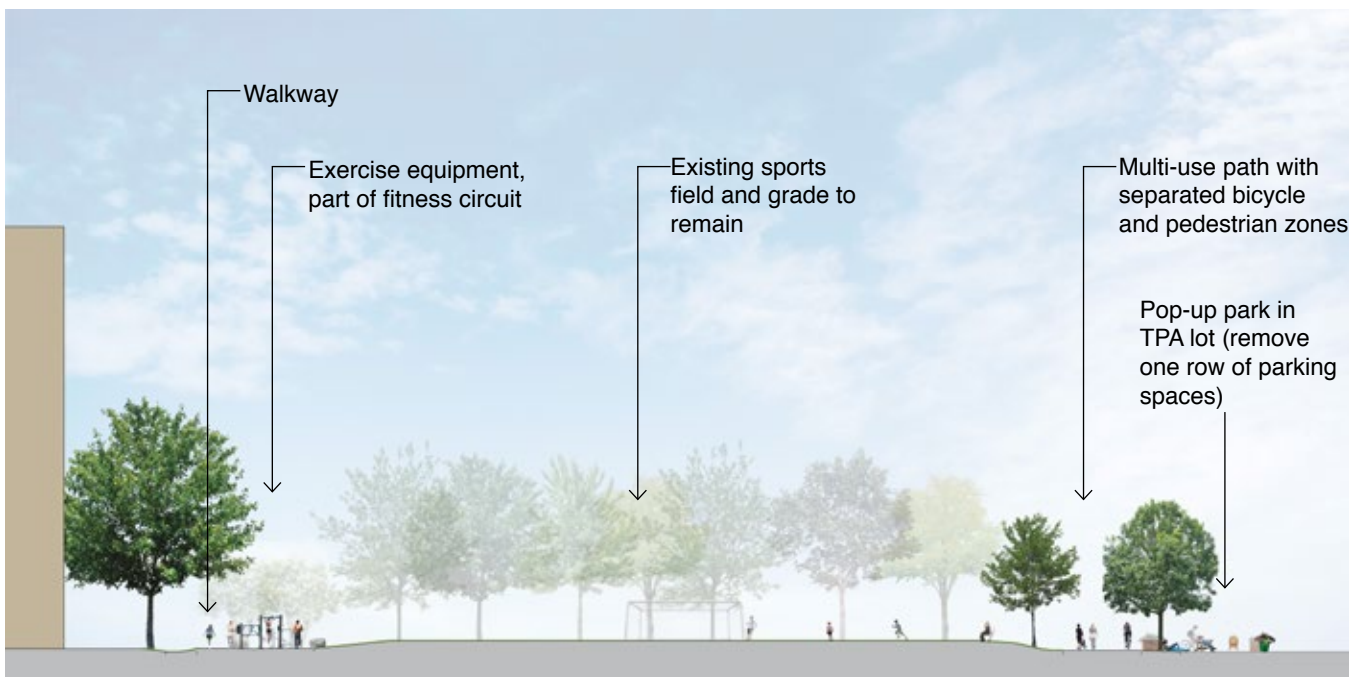 Walkway
Exercise equipment,
part of fitness circuit
Existing sports
field and grade to
remain
Multi-use path with
separated bicycle
and pedestrian zones
Pop-up park in
TPA lot (remove
one row of parking
spaces)